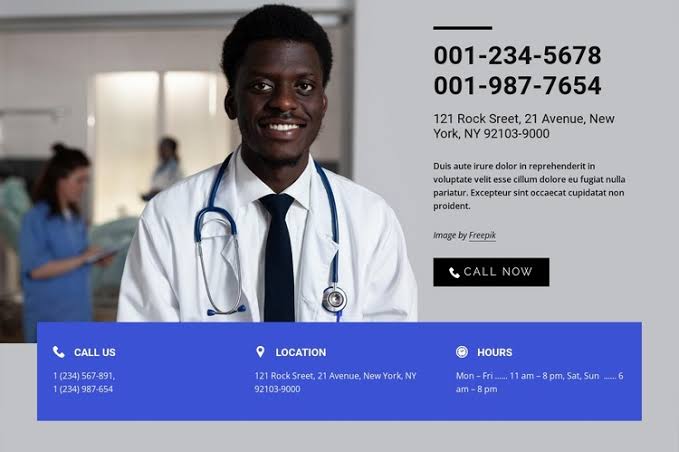 001-234-5678
001-987-7654
121 Rock Sreet, 21 Avenue, New
York, NY 92103-9000
Duis aute irure dolor in reprehenderit in
voluptate velit esse cillum dolore eu fugiat nulla
pariatur. Excepteur sint occaecat cupidatat non
proident.
Image by Freepik
CALL NOW
CALL US
1 (234) 567-891,
1 (234) 987-654
LOCATION
121 Rock Sreet, 21 Avenue, New York, NY
92103-9000
HOURS
Mon – Fri ...... 11 am – 8 pm, Sat, Sun ...... 6
am – 8 pm